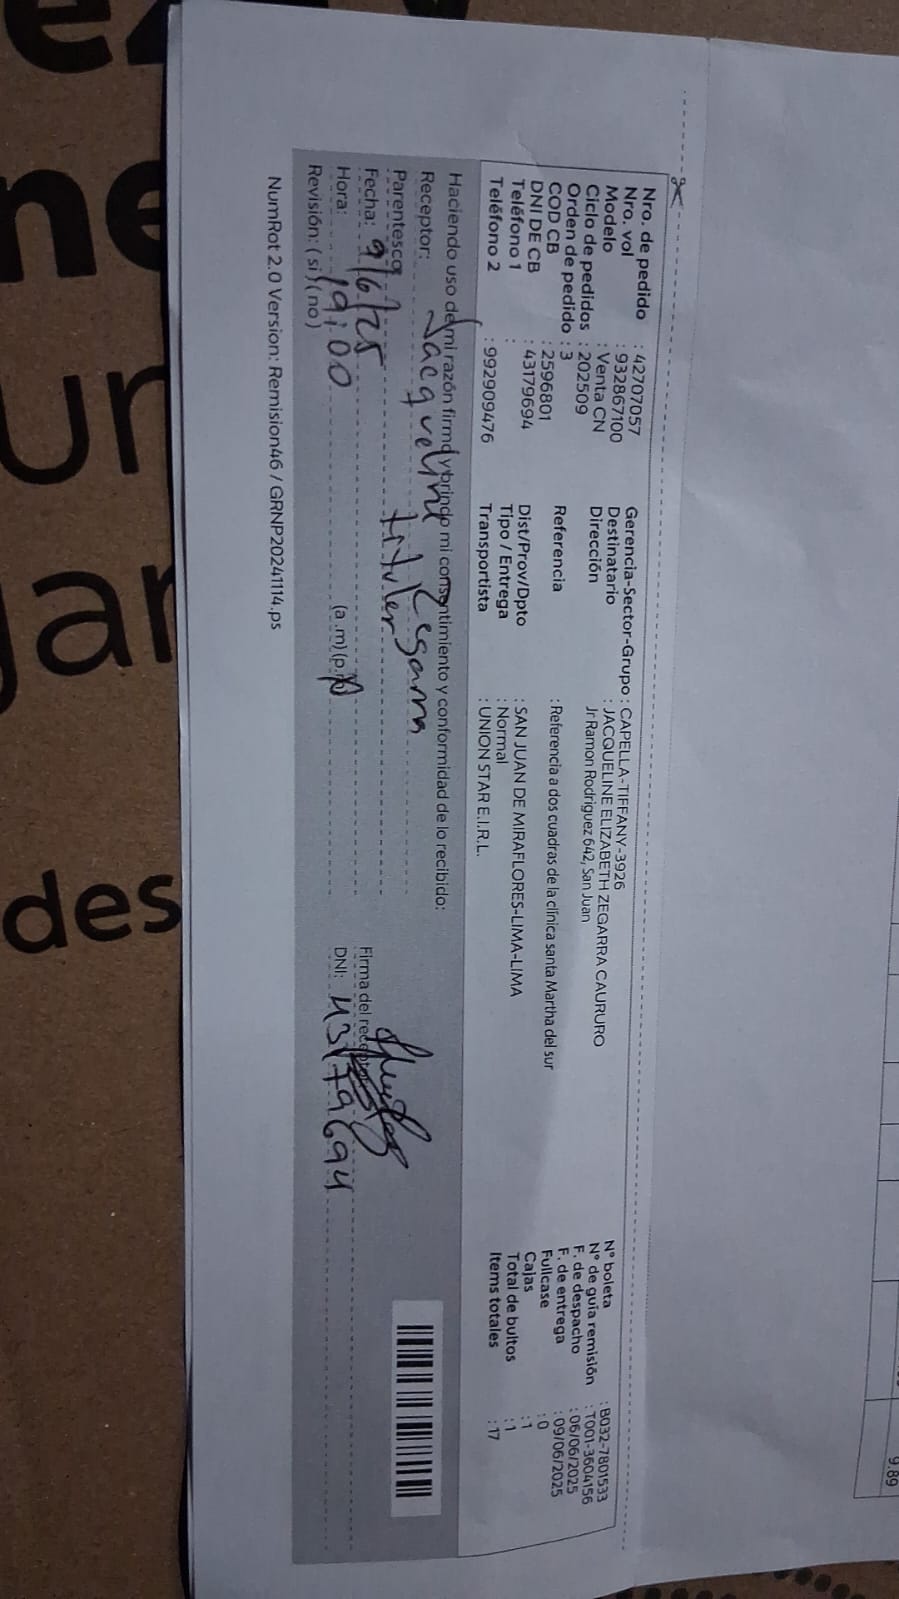 Nro. de pedido : 42707057
Nro. vol : 932867100
Modelo : Venta CN
Ciclo de pedidos : 202509
Orden de pedido : 3
COD CB : 2596801
DNI DE CB : 43179694
Teléfono 1 :
Teléfono 2 : 992909476
Gerencia-Sector-Grupo : CAPELLA-TIFFANY-3926
Destinatario : JACQUELINE ELIZABETH ZEGARRA CAURURO
Dirección Jr Ramon Rodriguez 642, San Juan
Referencia : Referencia a dos cuadras de la clínica santa Martha del sur
Dist/Prov/Dpto : SAN JUAN DE MIRAFLORES-LIMA-LIMA
Tipo / Entrega : Normal
Transportista : UNION STAR E.I.R.L.
N° boleta : B032-7801533
N° de guía remisión : T001-3604156
F. de despacho : 06/06/2025
F. de entrega : 09/06/2025
Fullcase : 0
Cajas : 1
Total de bultos : 1
Items totales : 17
Haciendo uso de mi razón firmo y brindo mi consentimiento y conformidad de lo recibido:
Receptor: Jacqueline Zegarra
Parentesco titular
Fecha: 9/6/25
Hora: 19:00 (a.m)(p.m)
Revisión: (si) (no)
Firma del receptor
DNI: 43179694
NumRot 2.0 Version: Remision46 / GRNP20241114.ps
9.89
ne
un
jar
des